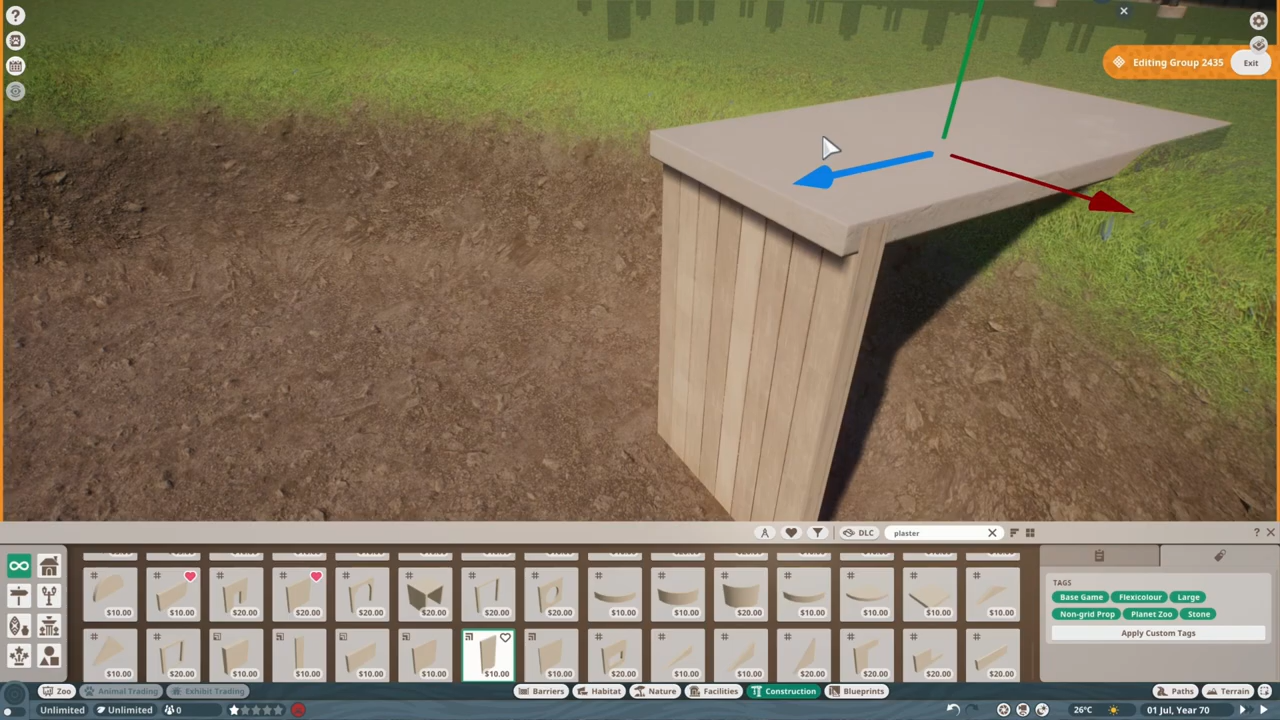 Editing Group 2435 Exit
DLC plaster
$10.00 $10.00 $20.00 $20.00 $20.00 $20.00 $20.00 $20.00 $10.00 $10.00 $20.00 $10.00 $10.00 $10.00 $10.00
$10.00 $20.00 $10.00 $10.00 $10.00 $10.00 $10.00 $10.00 $20.00 $10.00 $10.00 $10.00 $10.00 $10.00 $10.00
TAGS
Base Game Flexicolour Large
Non-grid Prop Planet Zoo Stone
Apply Custom Tags
Zoo Animal Trading Exhibit Trading Barriers Habitat Nature Facilities Construction Blueprints Paths Terrain
Unlimited Unlimited 0 26°C 01 Jul, Year 70